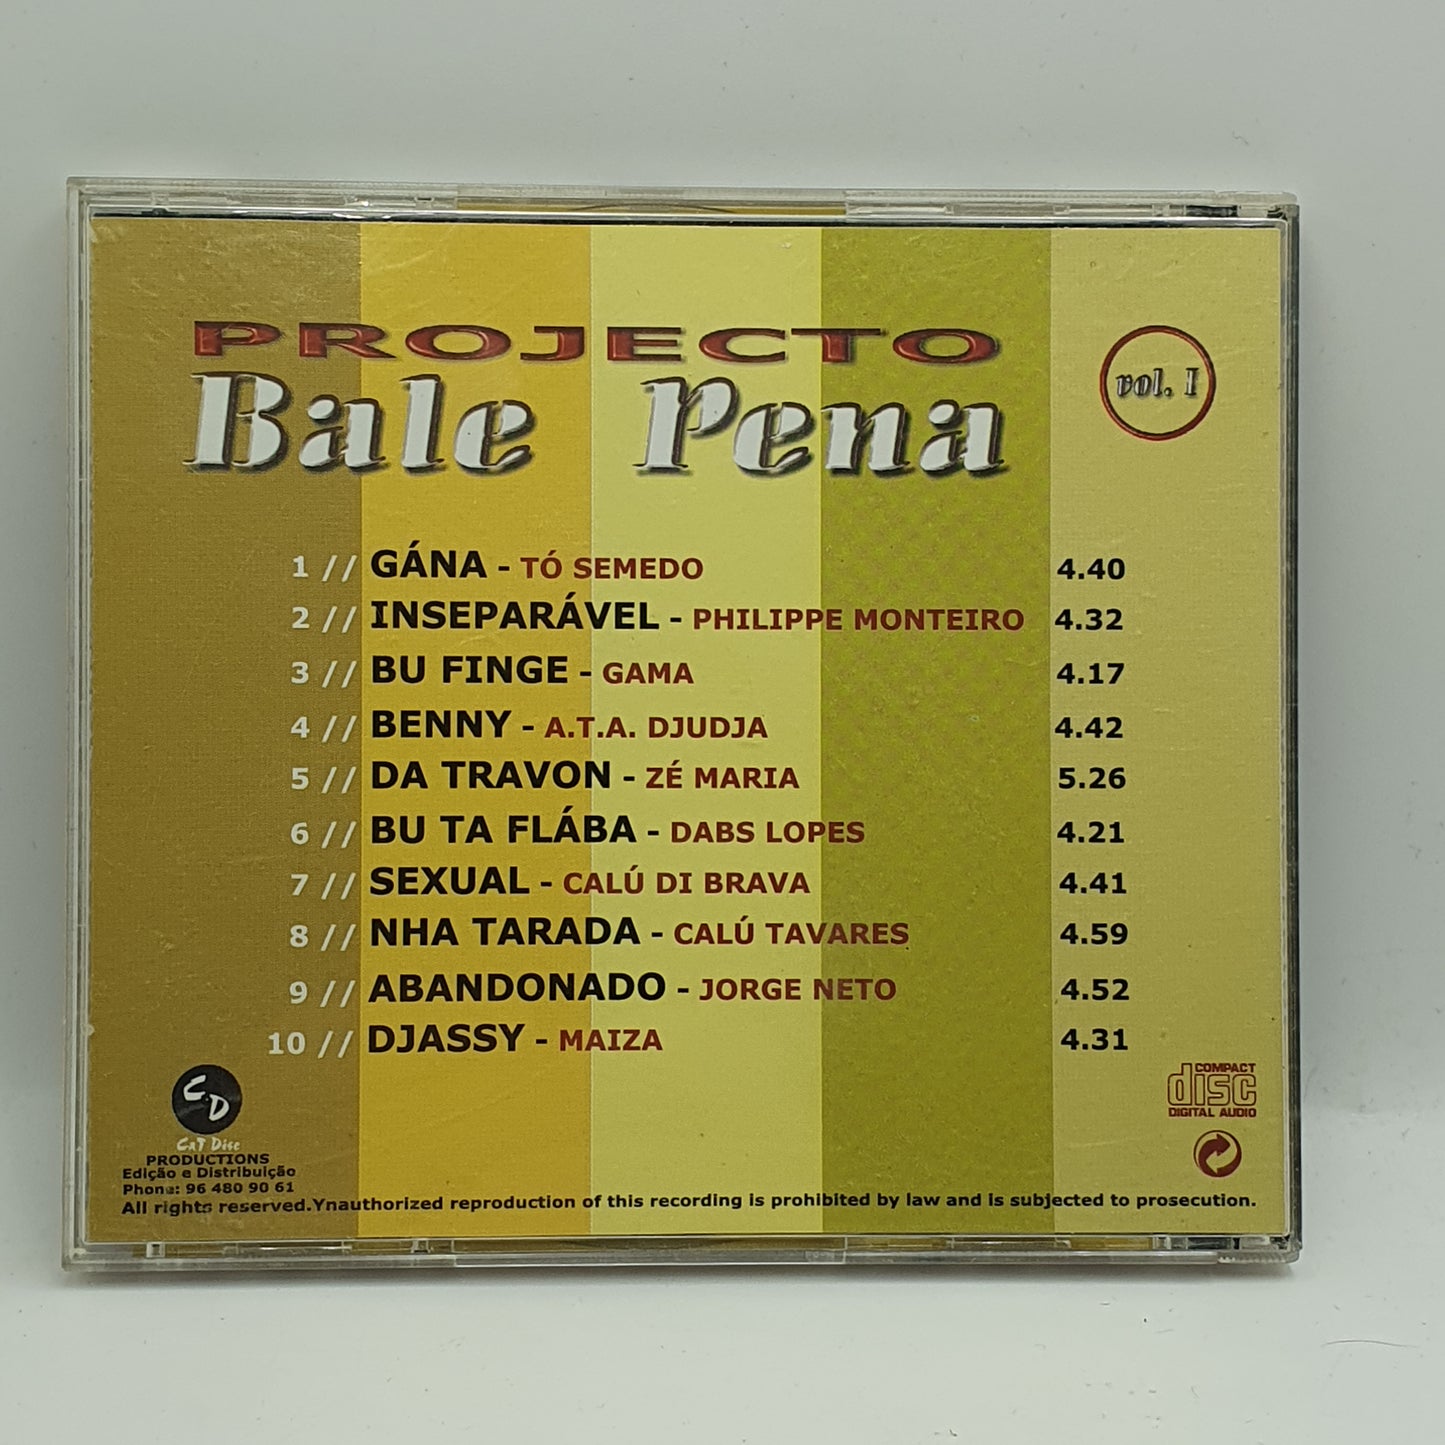 PROJECTO
Bale Pena
vol. I
1 // GÁNA - TÓ SEMEDO 4.40
2 // INSEPARÁVEL - PHILIPPE MONTEIRO 4.32
3 // BU FINGE - GAMA 4.17
4 // BENNY - A.T.A. DJUDJA 4.42
5 // DA TRAVON - ZÉ MARIA 5.26
6 // BU TA FLÁBA - DABS LOPES 4.21
7 // SEXUAL - CALÚ DI BRAVA 4.41
8 // NHA TARADA - CALÚ TAVARES 4.59
9 // ABANDONADO - JORGE NETO 4.52
10 // DJASSY - MAIZA 4.31
C.D
CaT Disc
PRODUCTIONS
Edição e Distribuição
Phone: 96 480 90 61
All rights reserved.Ynauthorized reproduction of this recording is prohibited by law and is subjected to prosecution.
COMPACT
disc
DIGITAL AUDIO